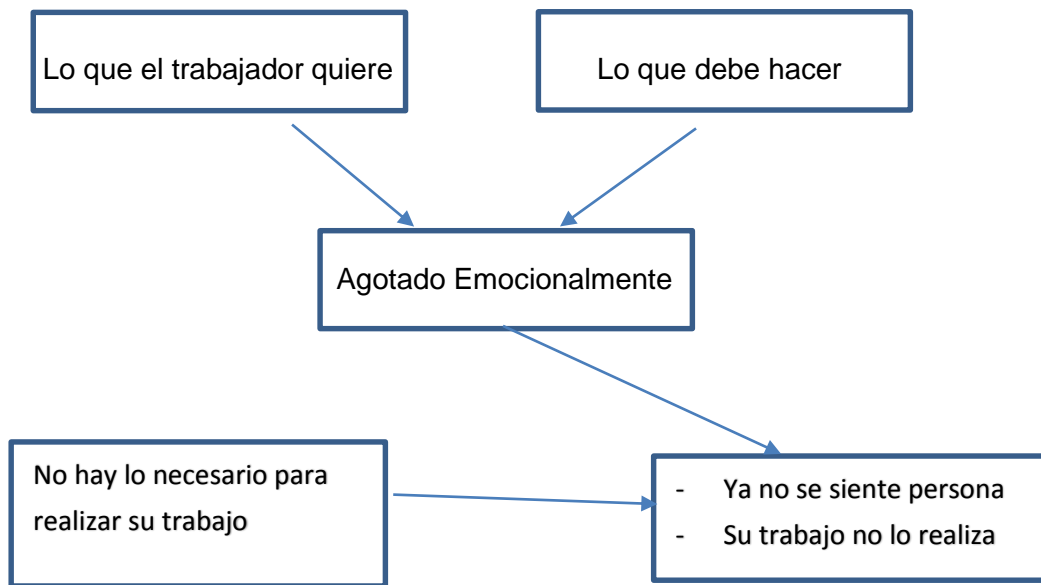 Lo que el trabajador quiere
Lo que debe hacer
Agotado Emocionalmente
No hay lo necesario para
realizar su trabajo
- Ya no se siente persona
- Su trabajo no lo realiza